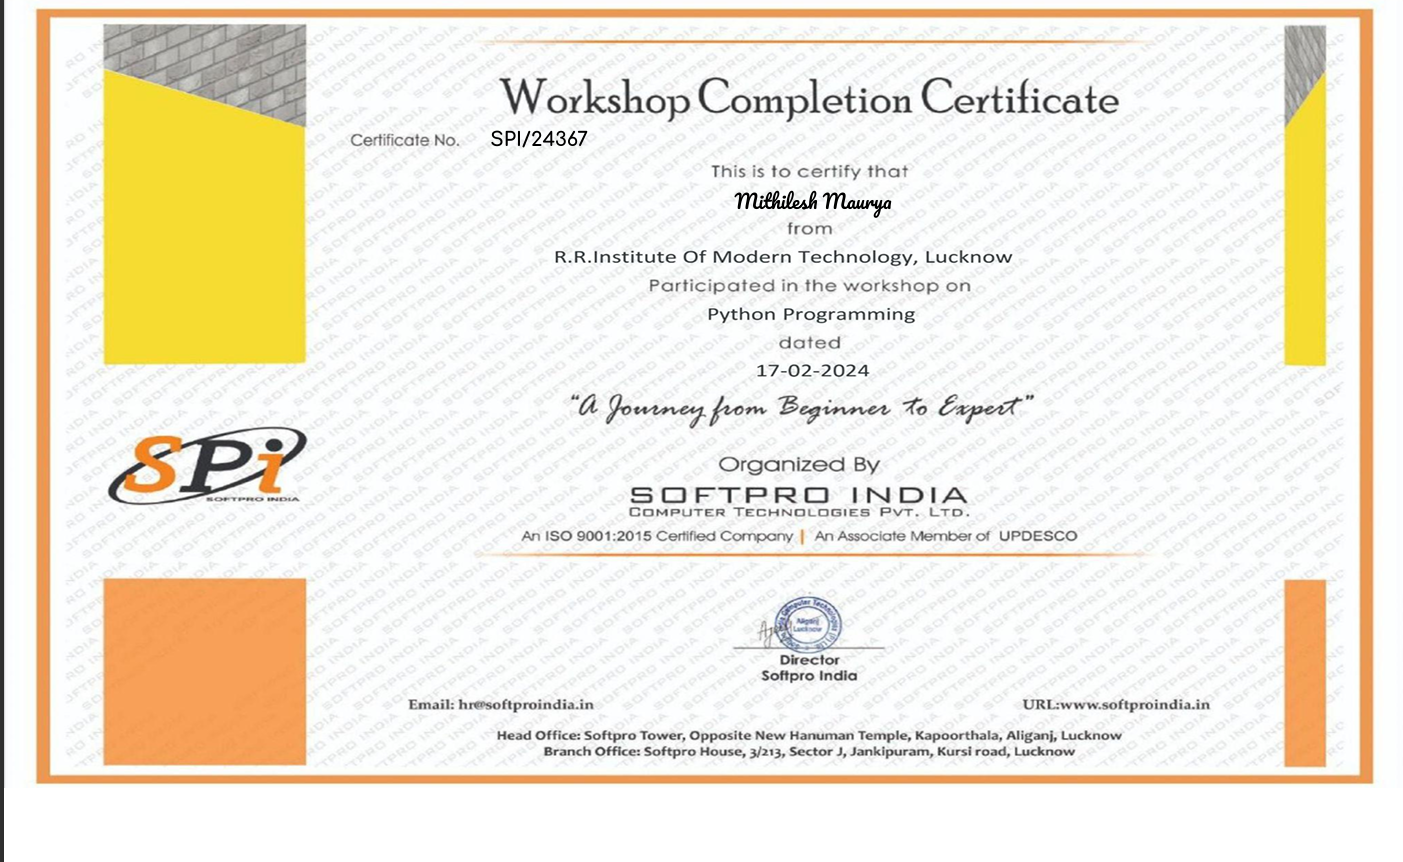 Workshop Completion Certificate
Certificate No. SPI/24367
This is to certify that
Mithilesh Maurya
from
R.R.Institute Of Modern Technology, Lucknow
Participated in the workshop on
Python Programming
dated
17-02-2024
“A Journey from Beginner to Expert”
SPi
SOFTPRO INDIA
Organized By
SOFTPRO INDIA
COMPUTER TECHNOLOGIES PVT. LTD.
An ISO 9001:2015 Certified Company | An Associate Member of UPDESCO
Computer Technologies
Aliganj
Lucknow
Director
Softpro India
Email: hr@softproindia.in
URL:www.softproindia.in
Head Office: Softpro Tower, Opposite New Hanuman Temple, Kapoorthala, Aliganj, Lucknow
Branch Office: Softpro House, 3/213, Sector J, Jankipuram, Kursi road, Lucknow